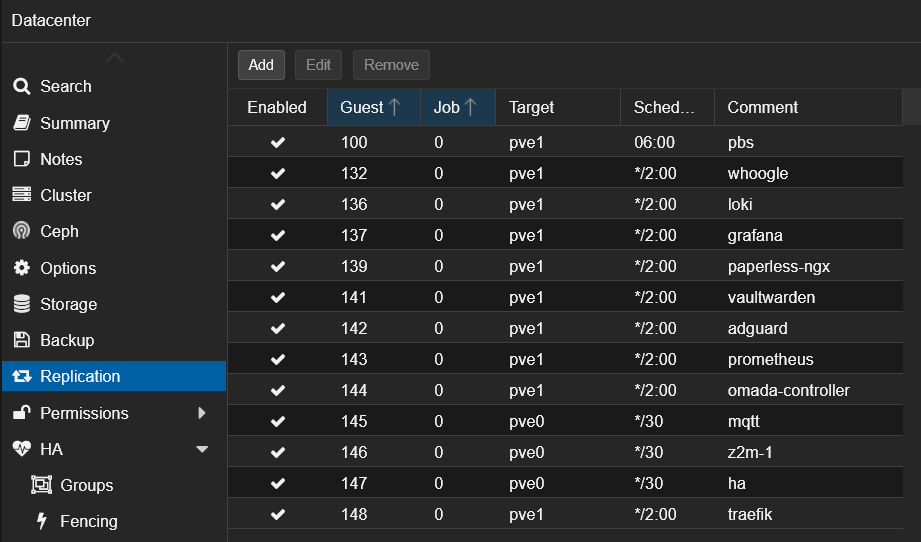 Datacenter
Search
Summary
Notes
Cluster
Ceph
Options
Storage
Backup
Replication
Permissions
HA
Groups
Fencing
Add Edit Remove
Enabled Guest Job Target Sched... Comment
100 0 pve1 06:00 pbs
132 0 pve1 */2:00 whoogle
136 0 pve1 */2:00 loki
137 0 pve1 */2:00 grafana
139 0 pve1 */2:00 paperless-ngx
141 0 pve1 */2:00 vaultwarden
142 0 pve1 */2:00 adguard
143 0 pve1 */2:00 prometheus
144 0 pve1 */2:00 omada-controller
145 0 pve0 */30 mqtt
146 0 pve0 */30 z2m-1
147 0 pve0 */30 ha
148 0 pve1 */2:00 traefik